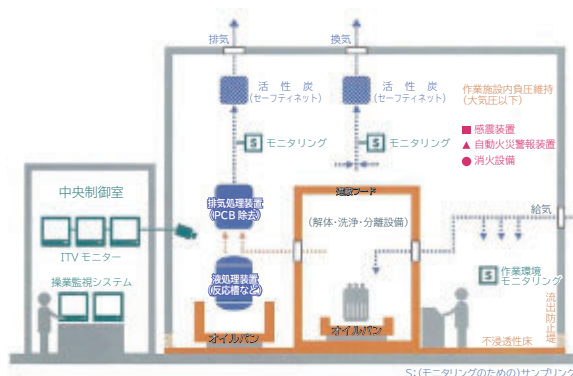 排気
換気
活性炭
(セーフティネット)
活性炭
(セーフティネット)
作業施設内負圧維持
(大気圧以下)
S モニタリング
S モニタリング
感震装置
自動火災警報装置
消火設備
中央制御室
排気処理装置
(PCB 除去)
遮蔽フード
(解体・洗浄・分離設備)
給気
ITV モニター
操業監視システム
液処理装置
(反応槽など)
S 作業環境
モニタリング
オイルパン
オイルパン
不浸透性床
流出防止堤
S:(モニタリングのための)サンプリング